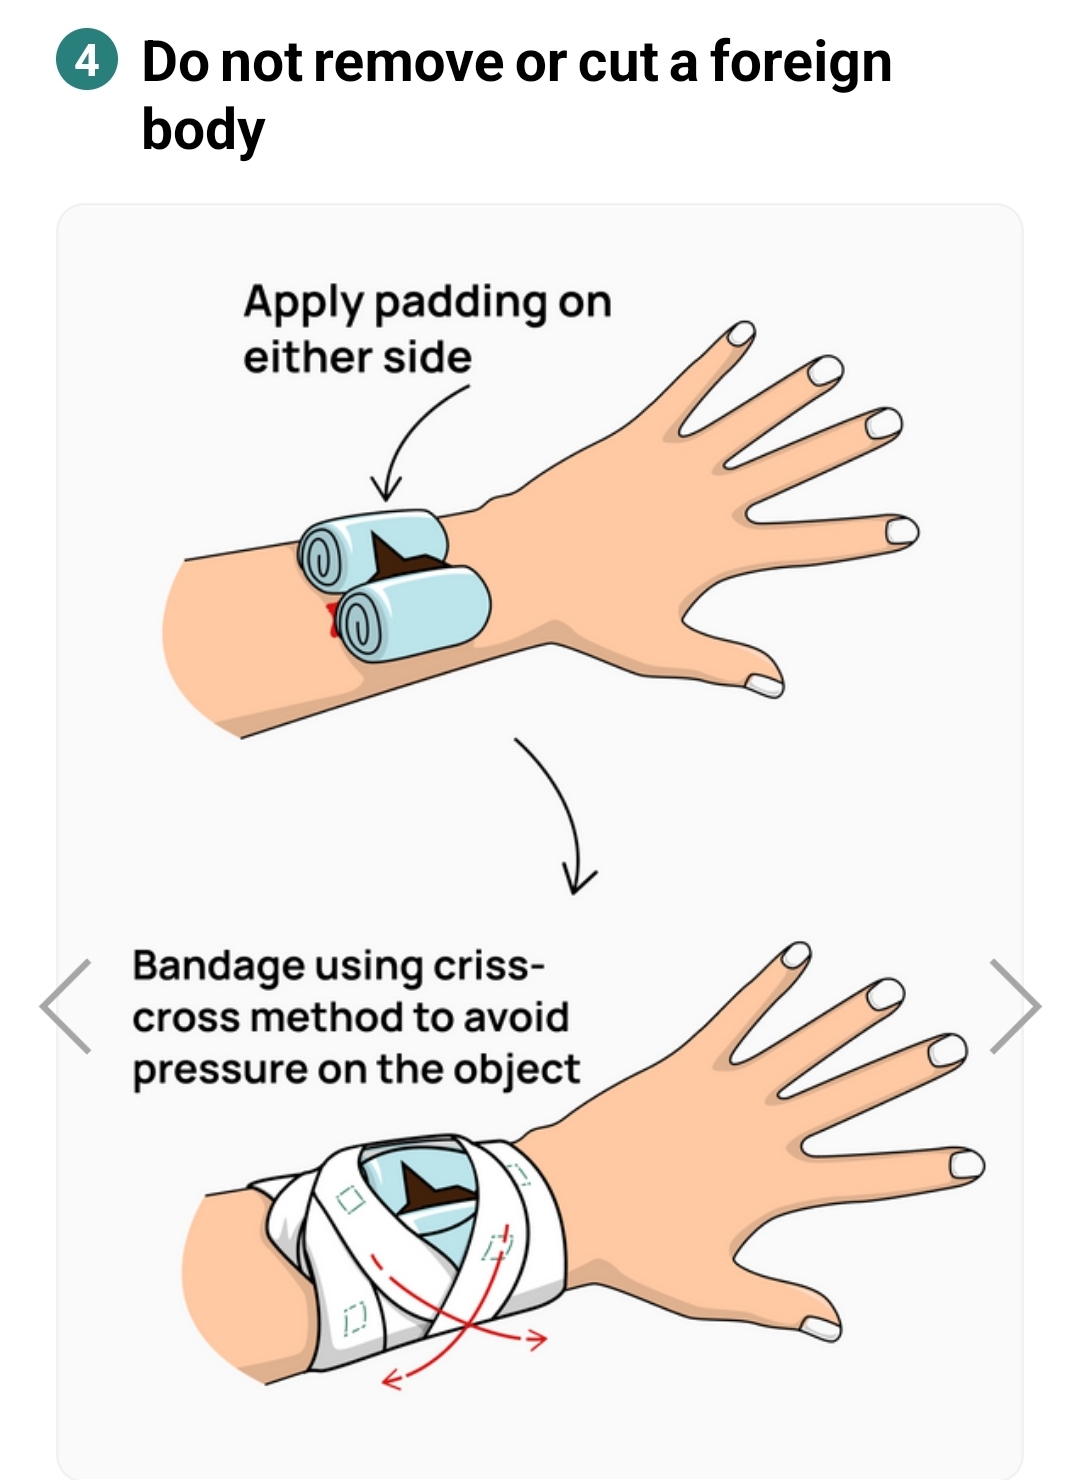 4 Do not remove or cut a foreign
body
Apply padding on
either side
Bandage using criss-
cross method to avoid
pressure on the object